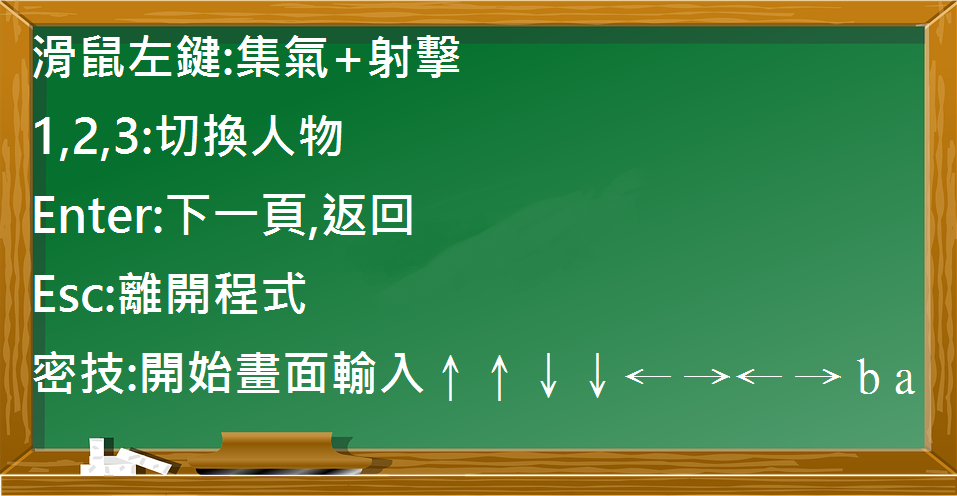 滑鼠左鍵:集氣+射擊
1,2,3:切換人物
Enter:下一頁,返回
Esc:離開程式
密技:開始畫面輸入↑↑↓↓←→←→ b a